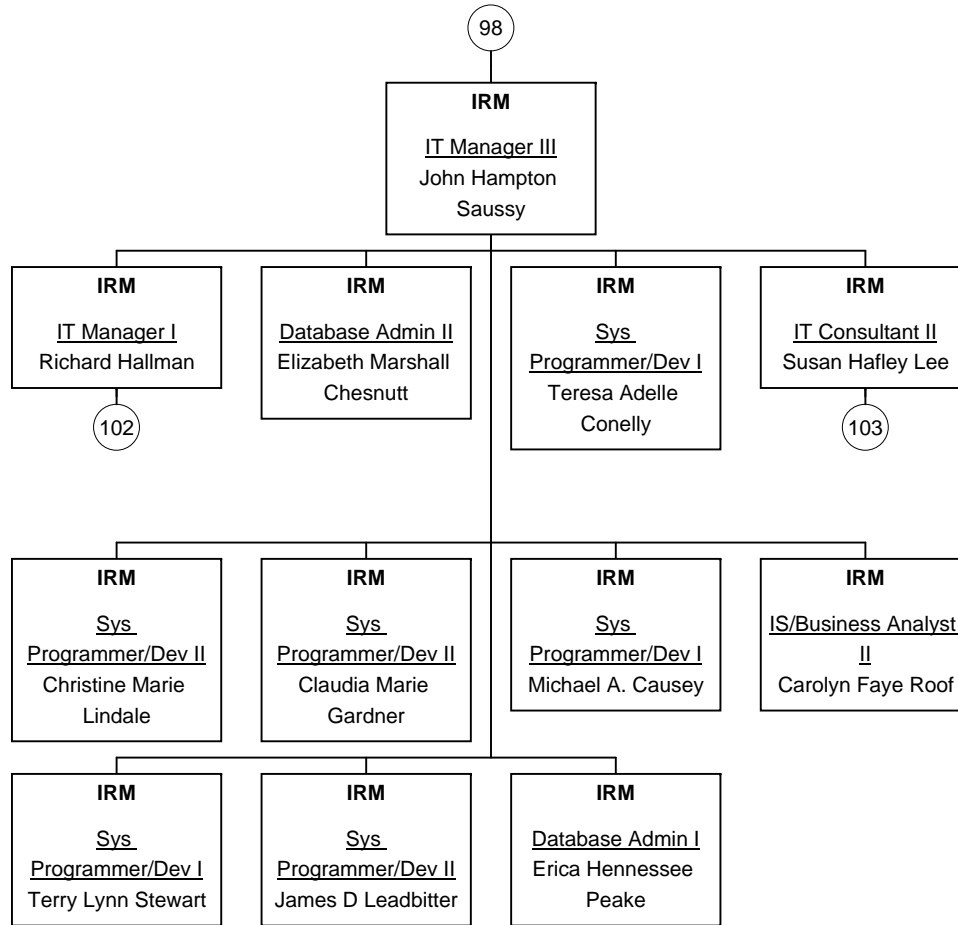 98
IRM
IT Manager III
John Hampton
Saussy
IRM
IT Manager I
Richard Hallman
102
IRM
Database Admin II
Elizabeth Marshall
Chesnutt
IRM
Sys
Programmer/Dev I
Teresa Adelle
Conelly
IRM
IT Consultant II
Susan Hafley Lee
103
IRM
Sys
Programmer/Dev II
Christine Marie
Lindale
IRM
Sys
Programmer/Dev II
Claudia Marie
Gardner
IRM
Sys
Programmer/Dev I
Michael A. Causey
IRM
IS/Business Analyst
II
Carolyn Faye Roof
IRM
Sys
Programmer/Dev I
Terry Lynn Stewart
IRM
Sys
Programmer/Dev II
James D Leadbitter
IRM
Database Admin I
Erica Hennessee
Peake